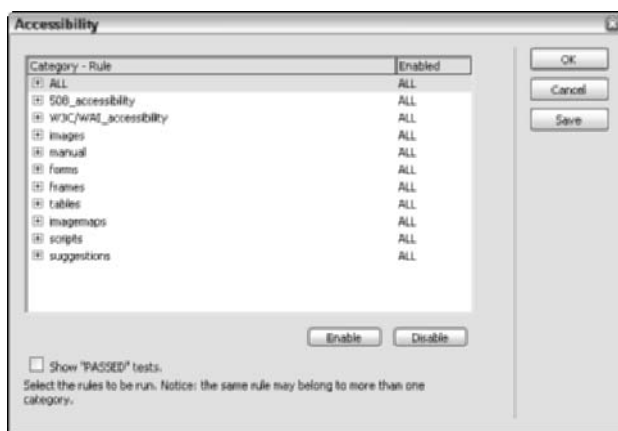 Accessibility
Category - Rule Enabled
ALL ALL
508_accessibility ALL
W3C/WAI_accessibility ALL
images ALL
manual ALL
forms ALL
frames ALL
tables ALL
imagemaps ALL
scripts ALL
suggestions ALL
OK
Cancel
Save
Enable Disable
Show "PASSED" tests.
Select the rules to be run. Notice: the same rule may belong to more than one
category.